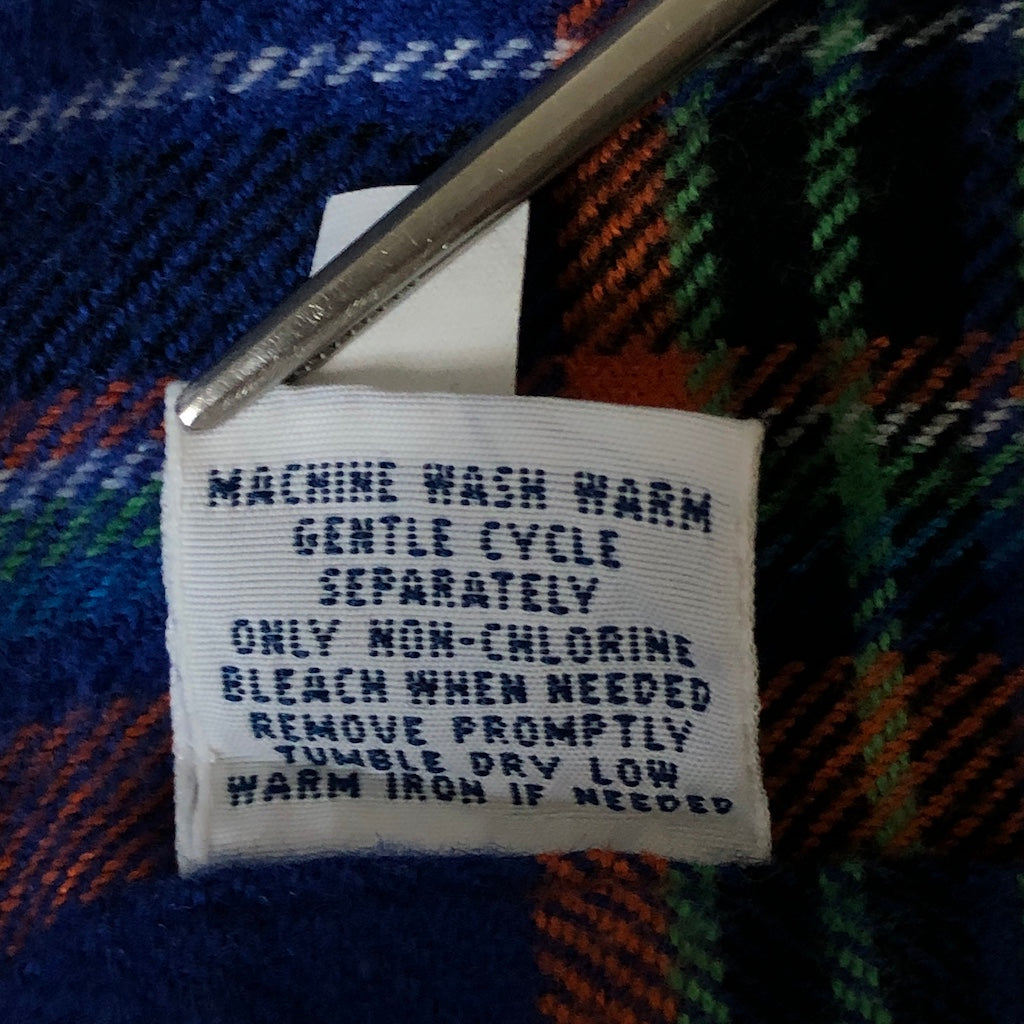 MACHINE WASH WARM
GENTLE CYCLE
SEPARATELY
ONLY NON-CHLORINE
BLEACH WHEN NEEDED
REMOVE PROMPTLY
TUMBLE DRY LOW
WARM IRON IF NEEDED